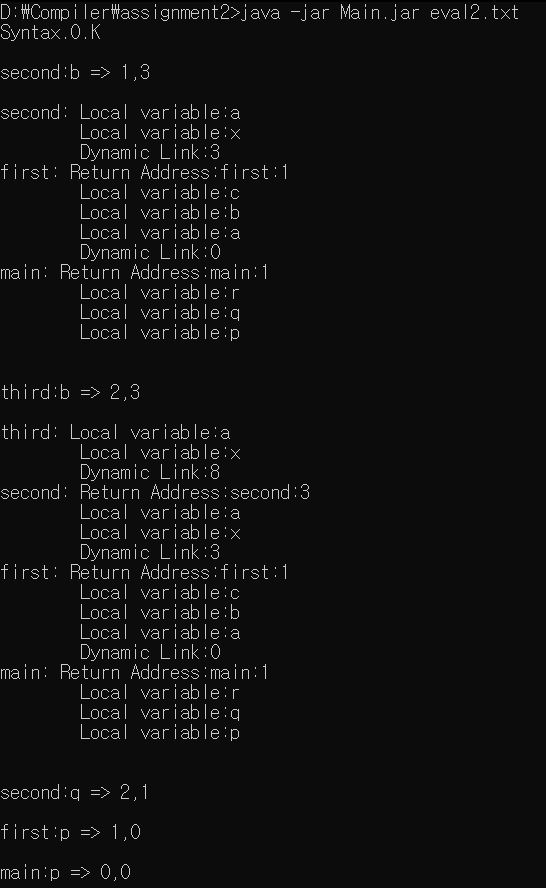 D:₩Compiler₩assignment2>java -jar Main.jar eval2.txt
Syntax.O.K
second:b => 1,3
second: Local variable:a
Local variable:x
Dynamic Link:3
first: Return Address:first:1
Local variable:c
Local variable:b
Local variable:a
Dynamic Link:0
main: Return Address:main:1
Local variable:r
Local variable:q
Local variable:p
third:b => 2,3
third: Local variable:a
Local variable:x
Dynamic Link:8
second: Return Address:second:3
Local variable:a
Local variable:x
Dynamic Link:3
first: Return Address:first:1
Local variable:c
Local variable:b
Local variable:a
Dynamic Link:0
main: Return Address:main:1
Local variable:r
Local variable:q
Local variable:p
second:q => 2,1
first:p => 1,0
main:p => 0,0